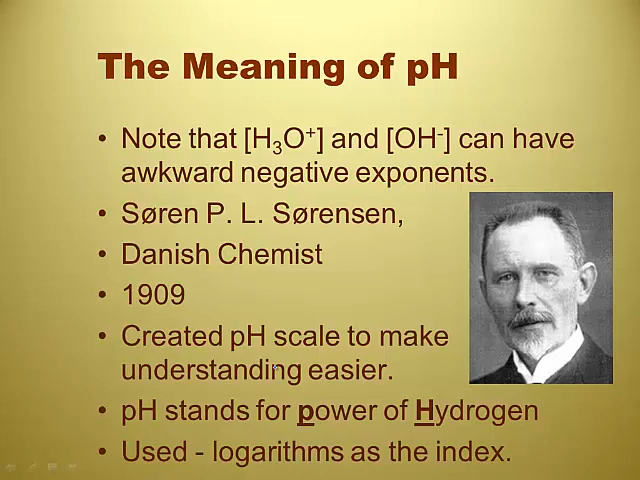 The Meaning of pH
• Note that [H₃O⁺] and [OH⁻] can have
awkward negative exponents.
• Søren P. L. Sørensen,
• Danish Chemist
• 1909
• Created pH scale to make
understanding easier.
• pH stands for power of Hydrogen
• Used - logarithms as the index.